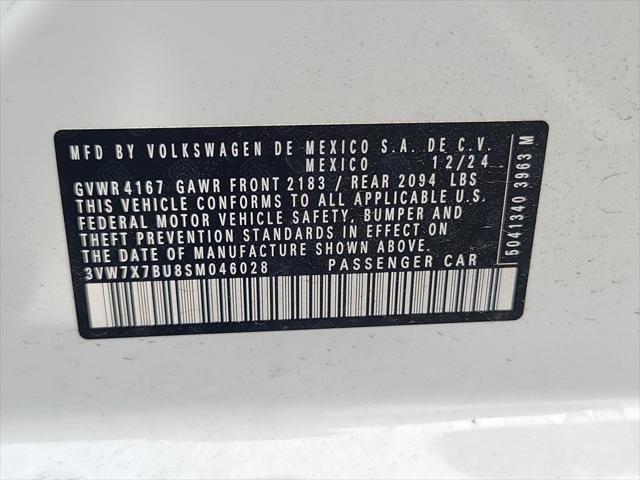 MFD BY VOLKSWAGEN DE MEXICO S.A. DE C.V.
MEXICO 12/24
GVWR 4167 GAWR FRONT 2183 / REAR 2094 LBS
THIS VEHICLE CONFORMS TO ALL APPLICABLE U.S.
FEDERAL MOTOR VEHICLE SAFETY, BUMPER AND
THEFT PREVENTION STANDARDS IN EFFECT ON
THE DATE OF MANUFACTURE SHOWN ABOVE.
3VW7X7BU8SM046028 PASSENGER CAR
5041340 3963 M